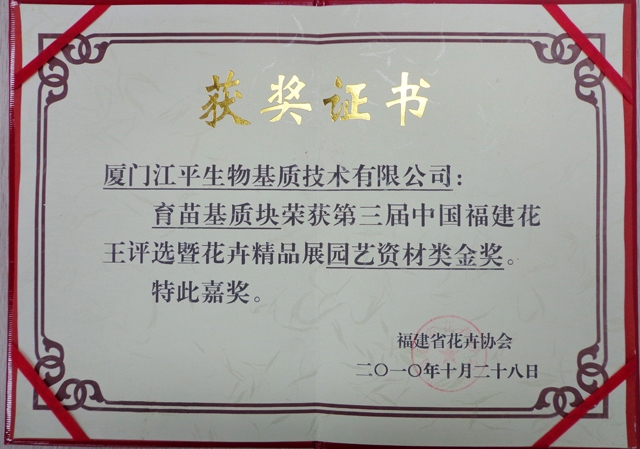 获奖证书
厦门江平生物基质技术有限公司：
育苗基质块荣获第三届中国福建花
王评选暨花卉精品展园艺资材类金奖。
特此嘉奖。
福建省花卉协会
二〇一〇年十月二十八日